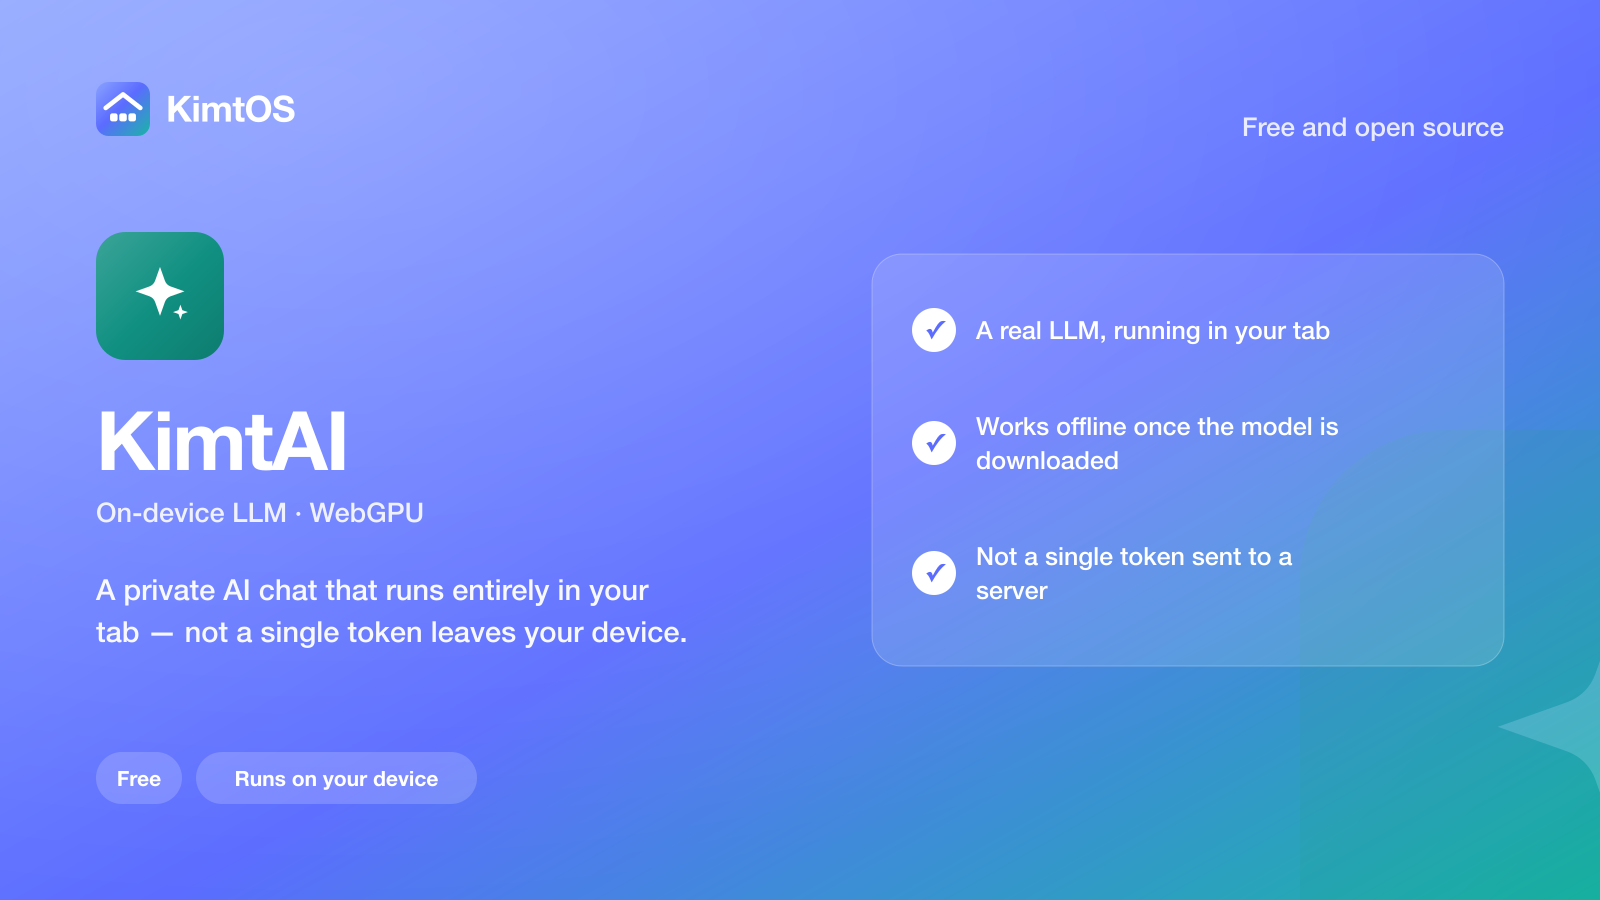 KimtOS
Free and open source
KimtAI
On-device LLM · WebGPU
A private AI chat that runs entirely in your
tab — not a single token leaves your device.
Free
Runs on your device
A real LLM, running in your tab
Works offline once the model is
downloaded
Not a single token sent to a
server